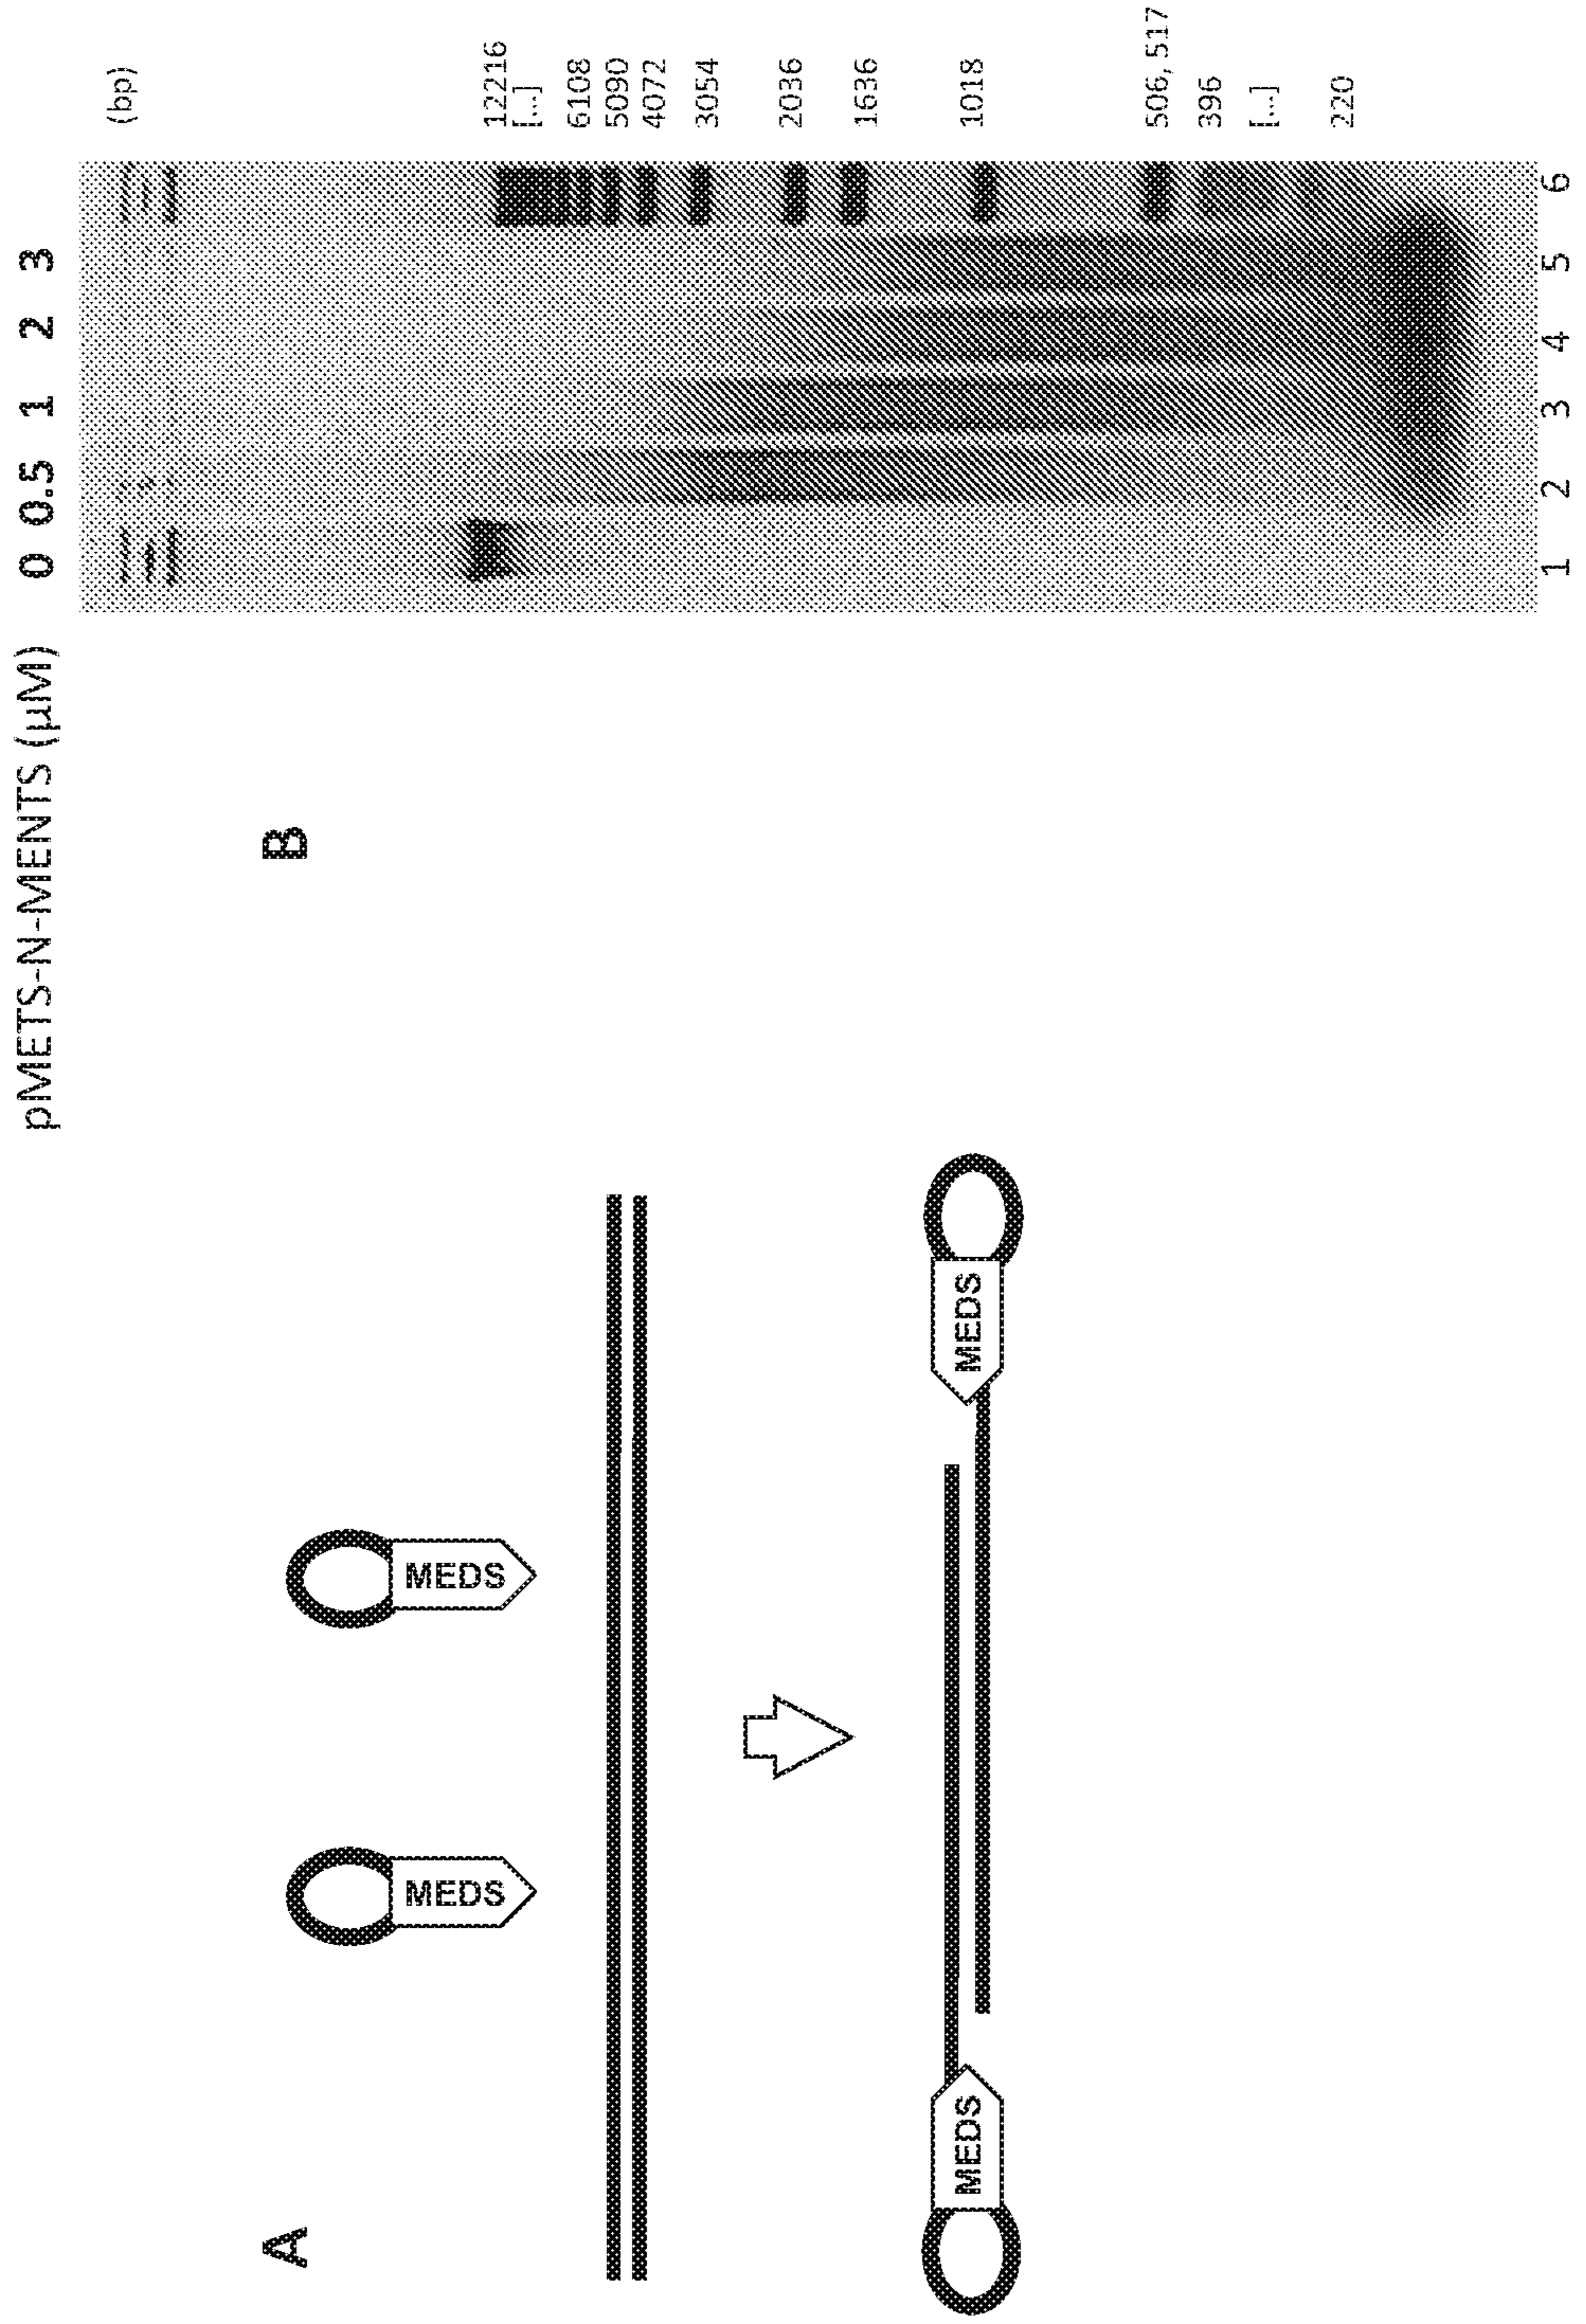 A
MEDS
MEDS
MEDS
MEDS
B
pMETS-N-MENTS (µM) 0 0.5 1 2 3
(bp)
12216
[...]
6108
5090
4072
3054
2036
1636
1018
506, 517
396
[...]
220
1 2 3 4 5 6